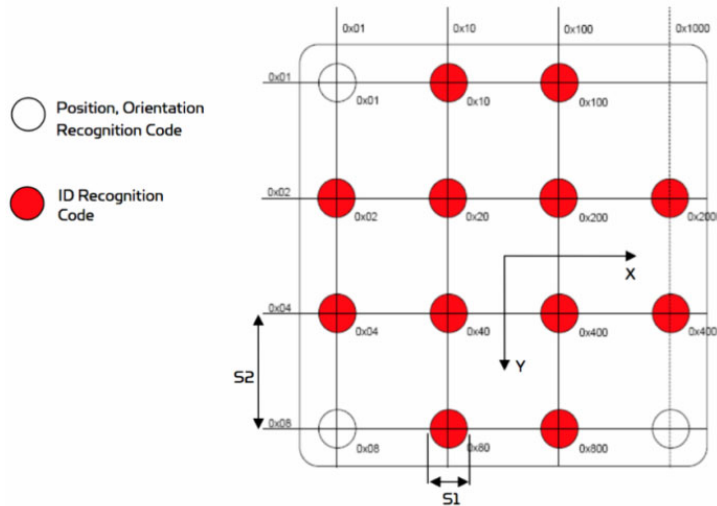 0x01 0x10 0x100 0x1000
0x01
0x01 0x10 0x100
Position, Orientation
Recognition Code
0x02
ID Recognition
Code
0x02 0x20 0x200 0x200
X
0x04
0x04 0x40 0x400 0x400
Y
S2
0x08
0x08 0x80 0x800
S1